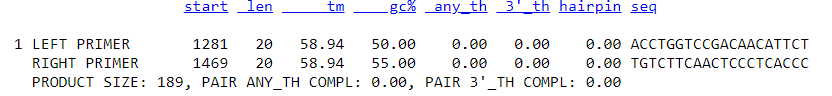 start len tm gc% any_th 3'_th hairpin seq
1 LEFT PRIMER 1281 20 58.94 50.00 0.00 0.00 0.00 ACCTGGTCCGACAACATTCT
RIGHT PRIMER 1469 20 58.94 55.00 0.00 0.00 0.00 TGTCTTCAACTCCCTCACCC
PRODUCT SIZE: 189, PAIR ANY_TH COMPL: 0.00, PAIR 3'_TH COMPL: 0.00